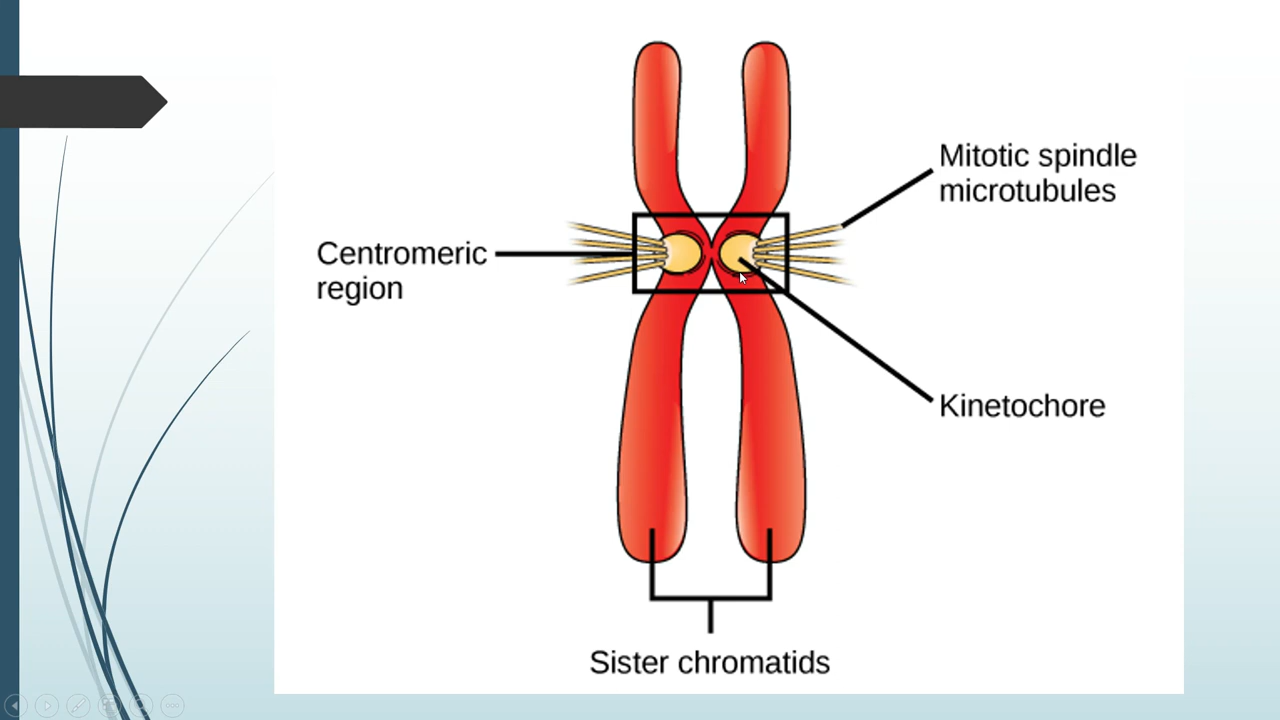 Mitotic spindle
microtubules
Centromeric
region
Kinetochore
Sister chromatids